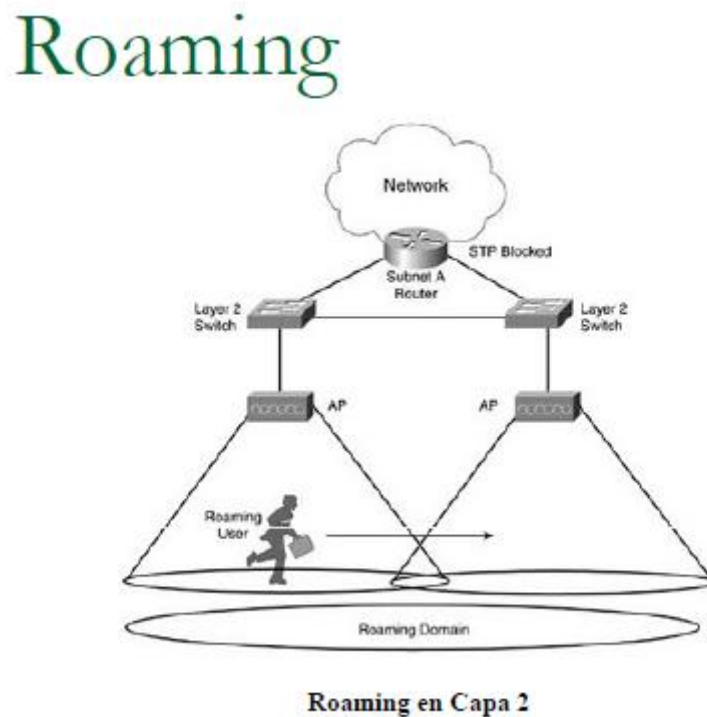 Roaming
Network
STP Blocked
Subnet A
Router
Layer 2
Switch
Layer 2
Switch
AP
AP
Roaming
User
Roaming Domain
Roaming en Capa 2